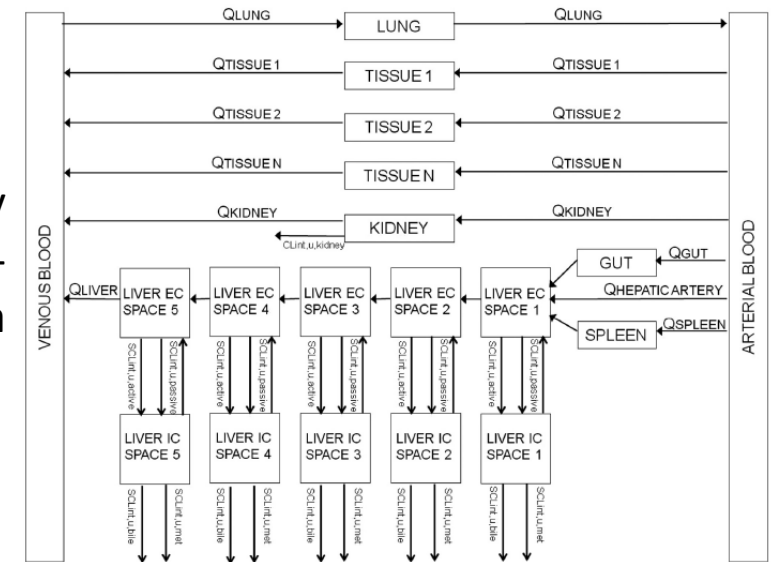 QLUNG
LUNG
QLUNG
QTISSUE 1
TISSUE 1
QTISSUE 1
QTISSUE 2
TISSUE 2
QTISSUE 2
QTISSUE N
TISSUE N
QTISSUE N
QKIDNEY
KIDNEY
QKIDNEY
CLint,u,kidney
VENOUS BLOOD
ARTERIAL BLOOD
GUT
QGUT
QLIVER
QHEPATIC ARTERY
SPLEEN
QSPLEEN
LIVER EC
SPACE 5
LIVER EC
SPACE 4
LIVER EC
SPACE 3
LIVER EC
SPACE 2
LIVER EC
SPACE 1
SCLint,u,active
SCLint,u,passive
SCLint,u,active
SCLint,u,passive
SCLint,u,active
SCLint,u,passive
SCLint,u,active
SCLint,u,passive
SCLint,u,active
SCLint,u,passive
LIVER IC
SPACE 5
LIVER IC
SPACE 4
LIVER IC
SPACE 3
LIVER IC
SPACE 2
LIVER IC
SPACE 1
SCLint,u,bile
SCLint,u,met
SCLint,u,bile
SCLint,u,met
SCLint,u,bile
SCLint,u,met
SCLint,u,bile
SCLint,u,met
SCLint,u,bile
SCLint,u,met